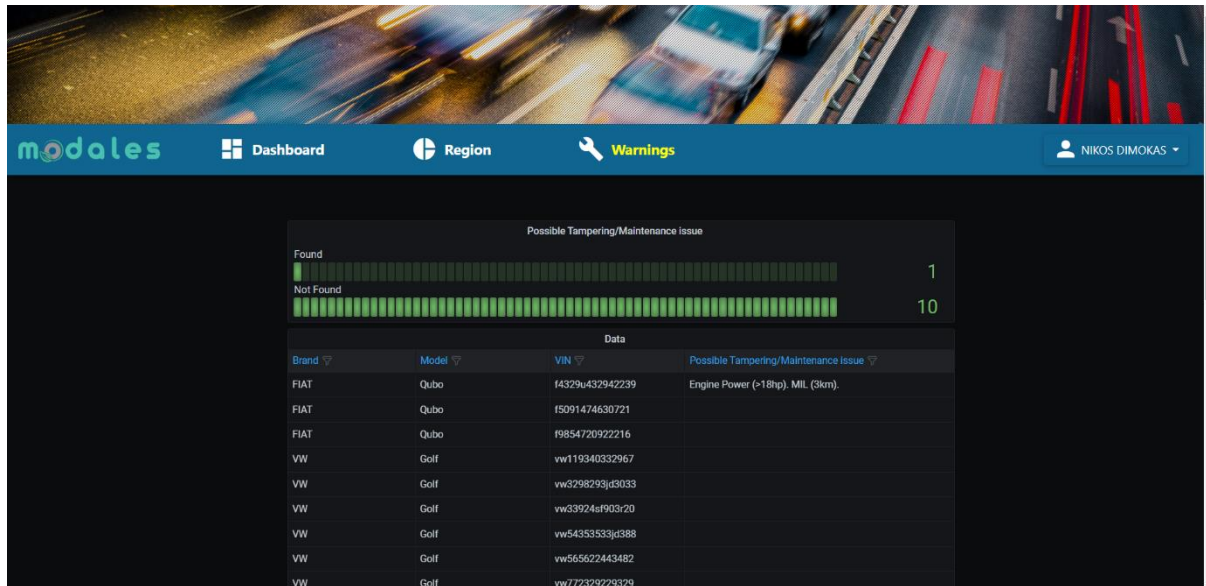 modales Dashboard Region Warnings NIKOS DIMOKAS
Possible Tampering/Maintenance issue
Found
1
Not Found
10
Data
Brand Model VIN Possible Tampering/Maintenance issue
FIAT Qubo f4329u432942239 Engine Power (>18hp). MIL (3km).
FIAT Qubo f5091474630721
FIAT Qubo f9854720922216
VW Golf vw119340332967
VW Golf vw3298293jd3033
VW Golf vw33924sf903r20
VW Golf vw54353533jd388
VW Golf vw565622443482
VW Golf vw772329229329